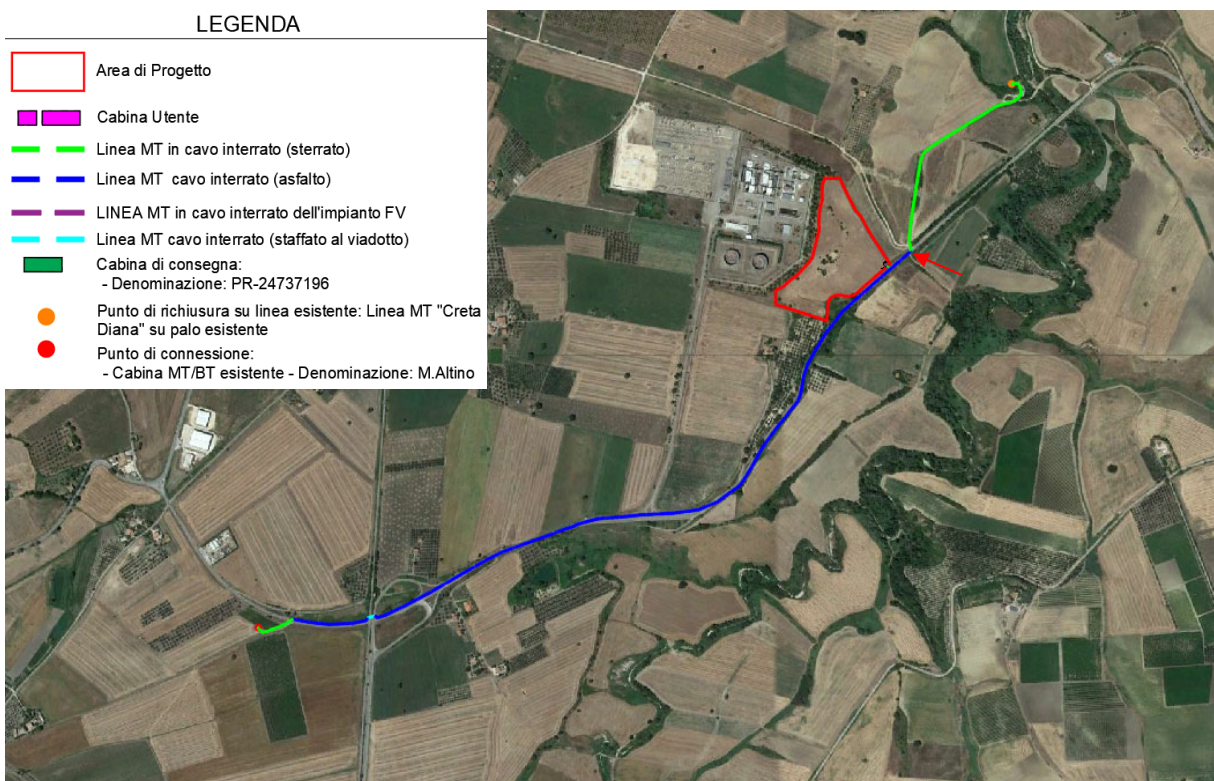 LEGENDA
Area di Progetto
Cabina Utente
Linea MT in cavo interrato (sterrato)
Linea MT cavo interrato (asfalto)
LINEA MT in cavo interrato dell'impianto FV
Linea MT cavo interrato (staffato al viadotto)
Cabina di consegna:
- Denominazione: PR-24737196
Punto di richiusura su linea esistente: Linea MT "Creta
Diana" su palo esistente
Punto di connessione:
- Cabina MT/BT esistente - Denominazione: M.Altino